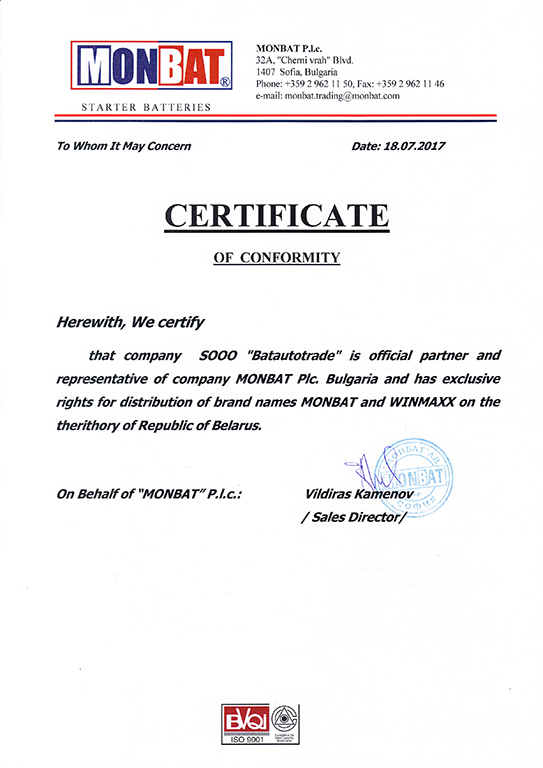 MONBAT®
STARTER BATTERIES
MONBAT P.l.c.
32A, "Cherni vrah" Blvd.
1407 Sofia, Bulgaria
Phone: +359 2 962 11 50, Fax: +359 2 962 11 46
e-mail: monbat.trading@monbat.com
To Whom It May Concern Date: 18.07.2017
CERTIFICATE
OF CONFORMITY
Herewith, We certify
that company SOOO "Batautotrade" is official partner and
representative of company MONBAT Plc. Bulgaria and has exclusive
rights for distribution of brand names MONBAT and WINMAXX on the
therithory of Republic of Belarus.
МОНБАТ АД
MONBAT
СОФИЯ
On Behalf of “MONBAT” P.l.c.: Vildiras Kamenov
/ Sales Director/
BVQI
ISO 9001